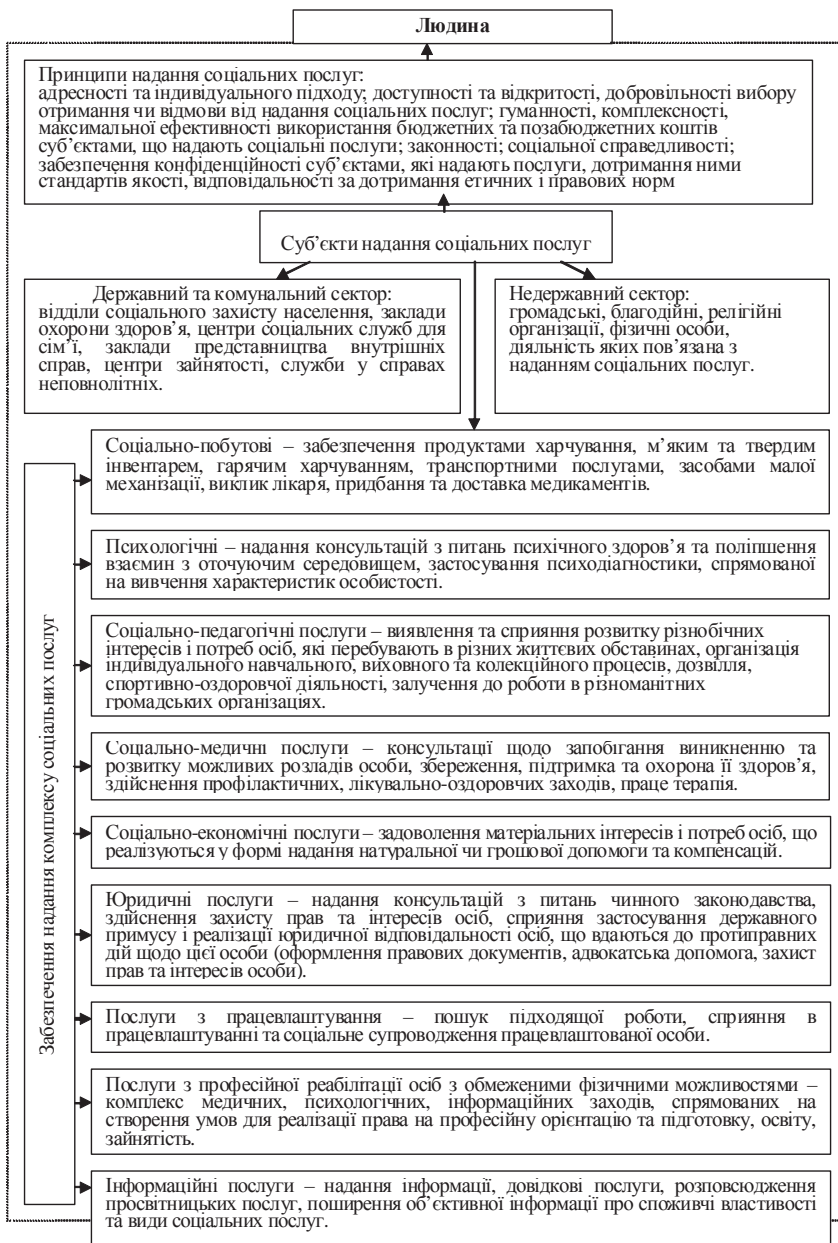 Людина
Принципи надання соціальних послуг:
адресності та індивідуального підходу; доступності та відкритості, добровільності вибору
отримання чи відмови від надання соціальних послуг; гуманності, комплексності,
максимальної ефективності використання бюджетних та позабюджетних коштів
суб’єктами, що надають соціальні послуги; законності; соціальної справедливості;
забезпечення конфіденційності суб’єктами, які надають послуги, дотримання ними
стандартів якості, відповідальності за дотримання етичних і правових норм
Суб’єкти надання соціальних послуг
Державний та комунальний сектор:
відділи соціального захисту населення, заклади
охорони здоров’я, центри соціальних служб для
сім’ї, заклади представництва внутрішніх
справ, центри зайнятості, служби у справах
неповнолітніх.
Недержавний сектор:
громадські, благодійні, релігійні
організації, фізичні особи,
діяльність яких пов’язана з
наданням соціальних послуг.
Забезпечення надання комплексу соціальних послуг
Соціально-побутові – забезпечення продуктами харчування, м’яким та твердим
інвентарем, гарячим харчуванням, транспортними послугами, засобами малої
механізації, виклик лікаря, придбання та доставка медикаментів.
Психологічні – надання консультацій з питань психічного здоров’я та поліпшення
взаємин з оточуючим середовищем, застосування психодіагностики, спрямованої
на вивчення характеристик особистості.
Соціально-педагогічні послуги – виявлення та сприяння розвитку різнобічних
інтересів і потреб осіб, які перебувають в різних життєвих обставинах, організація
індивідуального навчального, виховного та колекційного процесів, дозвілля,
спортивно-оздоровчої діяльності, залучення до роботи в різноманітних
громадських організаціях.
Соціально-медичні послуги – консультації щодо запобігання виникненню та
розвитку можливих розладів особи, збереження, підтримка та охорона її здоров’я,
здійснення профілактичних, лікувально-оздоровчих заходів, праце терапія.
Соціально-економічні послуги – задоволення матеріальних інтересів і потреб осіб, що
реалізуються у формі надання натуральної чи грошової допомоги та компенсацій.
Юридичні послуги – надання консультацій з питань чинного законодавства,
здійснення захисту прав та інтересів осіб, сприяння застосування державного
примусу і реалізації юридичної відповідальності осіб, що вдаються до протиправних
дій щодо цієї особи (оформлення правових документів, адвокатська допомога, захист
прав та інтересів особи).
Послуги з працевлаштування – пошук підходящої роботи, сприяння в
працевлаштуванні та соціальне супроводження працевлаштованої особи.
Послуги з професійної реабілітації осіб з обмеженими фізичними можливостями –
комплекс медичних, психологічних, інформаційних заходів, спрямованих на
створення умов для реалізації права на професійну орієнтацію та підготовку, освіту,
зайнятість.
Інформаційні послуги – надання інформації, довідкові послуги, розповсюдження
просвітницьких послуг, поширення об’єктивної інформації про споживчі властивості
та види соціальних послуг.